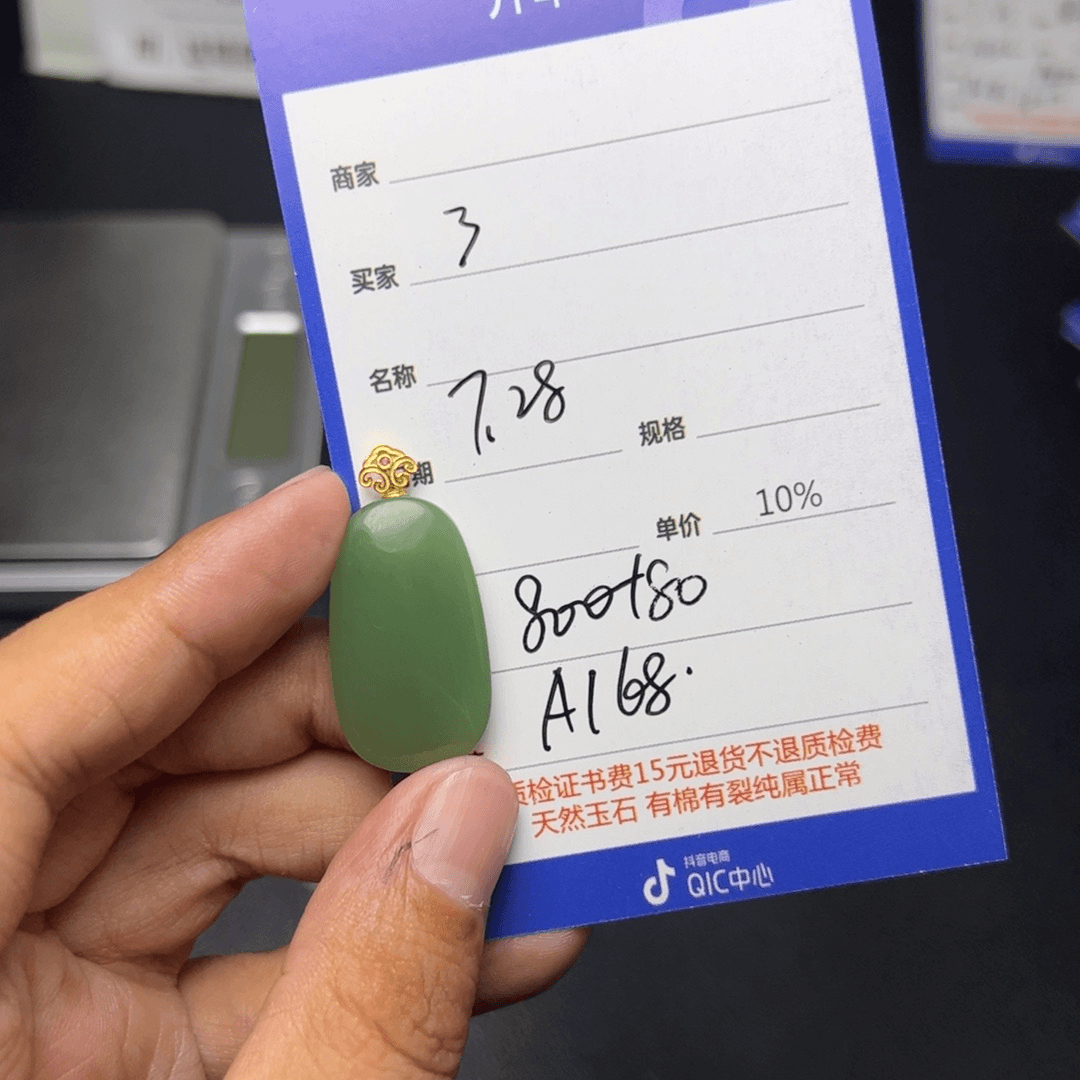 商家
3
买家
名称
7.28
期
规格
单价 10%
800+80
A168.
质检证书费15元退货不退质检费
天然玉石 有棉有裂纯属正常
抖音电商
QIC中心